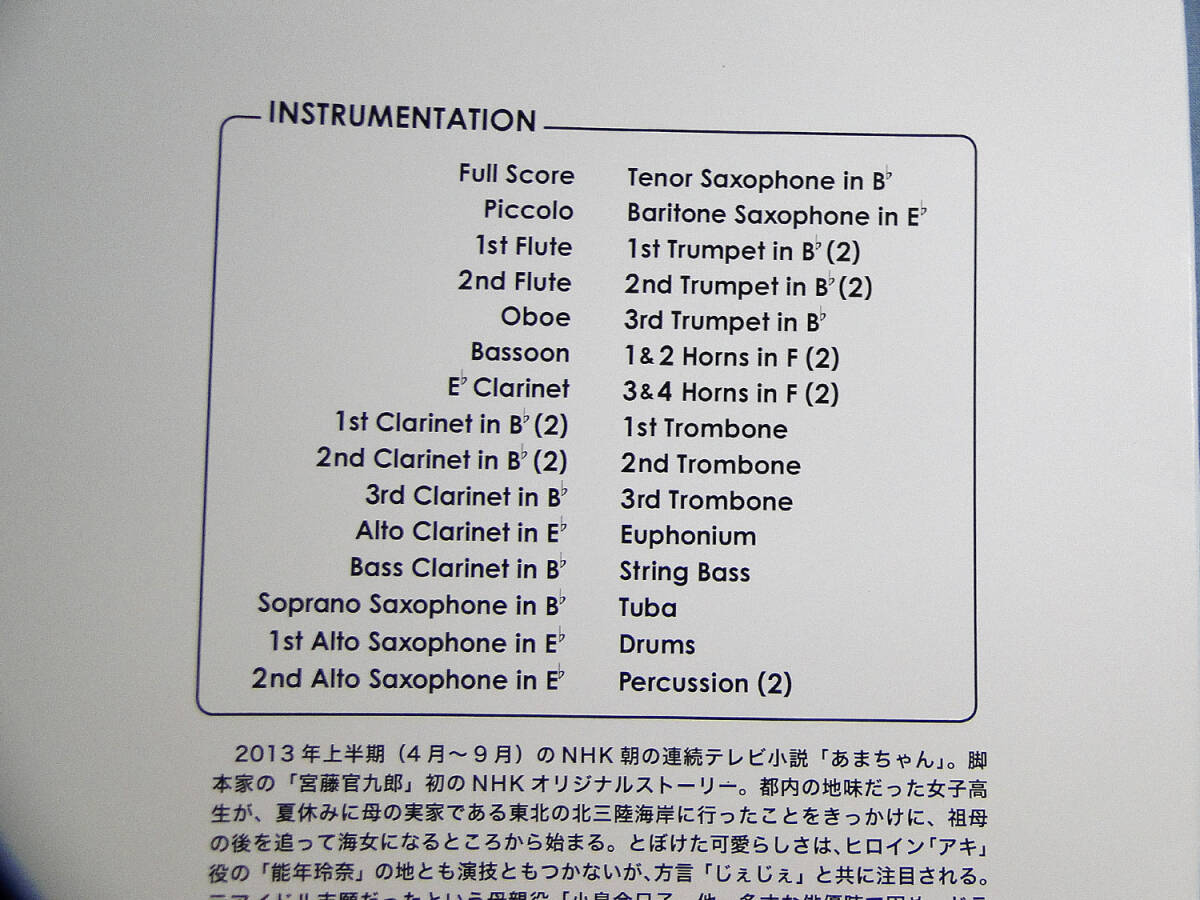 INSTRUMENTATION
Full Score
Piccolo
1st Flute
2nd Flute
Oboe
Bassoon
E♭ Clarinet
1st Clarinet in B♭ (2)
2nd Clarinet in B♭ (2)
3rd Clarinet in B♭
Alto Clarinet in E♭
Bass Clarinet in B♭
Soprano Saxophone in B♭
1st Alto Saxophone in E♭
2nd Alto Saxophone in E♭
Tenor Saxophone in B♭
Baritone Saxophone in E♭
1st Trumpet in B♭ (2)
2nd Trumpet in B♭ (2)
3rd Trumpet in B♭
1 & 2 Horns in F (2)
3 & 4 Horns in F (2)
1st Trombone
2nd Trombone
3rd Trombone
Euphonium
String Bass
Tuba
Drums
Percussion (2)
2013年上半期（4月〜9月）のNHK朝の連続テレビ小説「あまちゃん」。脚
本家の「宮藤官九郎」初のNHKオリジナルストーリー。都内の地味だった女子高
生が、夏休みに母の実家である東北の北三陸海岸に行ったことをきっかけに、祖母
の後を追って海女になるところから始まる。とぼけた可愛らしさは、ヒロイン「アキ」
役の「能年玲奈」の地とも演技ともつかないが、方言「じぇじぇ」と共に注目される。